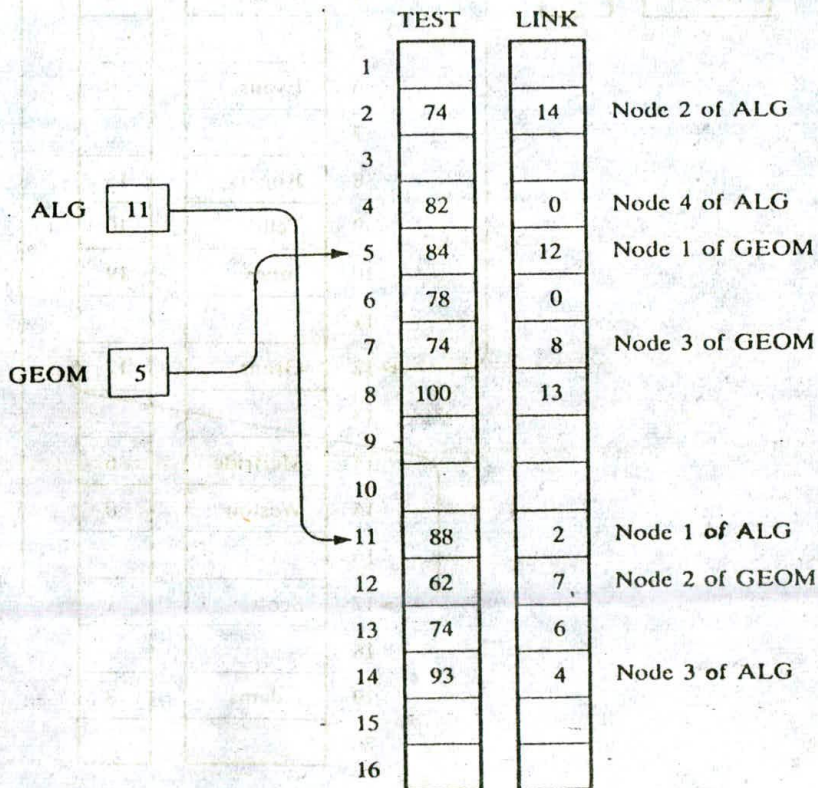 TEST LINK
1
2 74 14 Node 2 of ALG
3
4 82 0 Node 4 of ALG
ALG 11
5 84 12 Node 1 of GEOM
6 78 0
7 74 8 Node 3 of GEOM
GEOM 5
8 100 13
9
10
11 88 2 Node 1 of ALG
12 62 7 Node 2 of GEOM
13 74 6
14 93 4 Node 3 of ALG
15
16